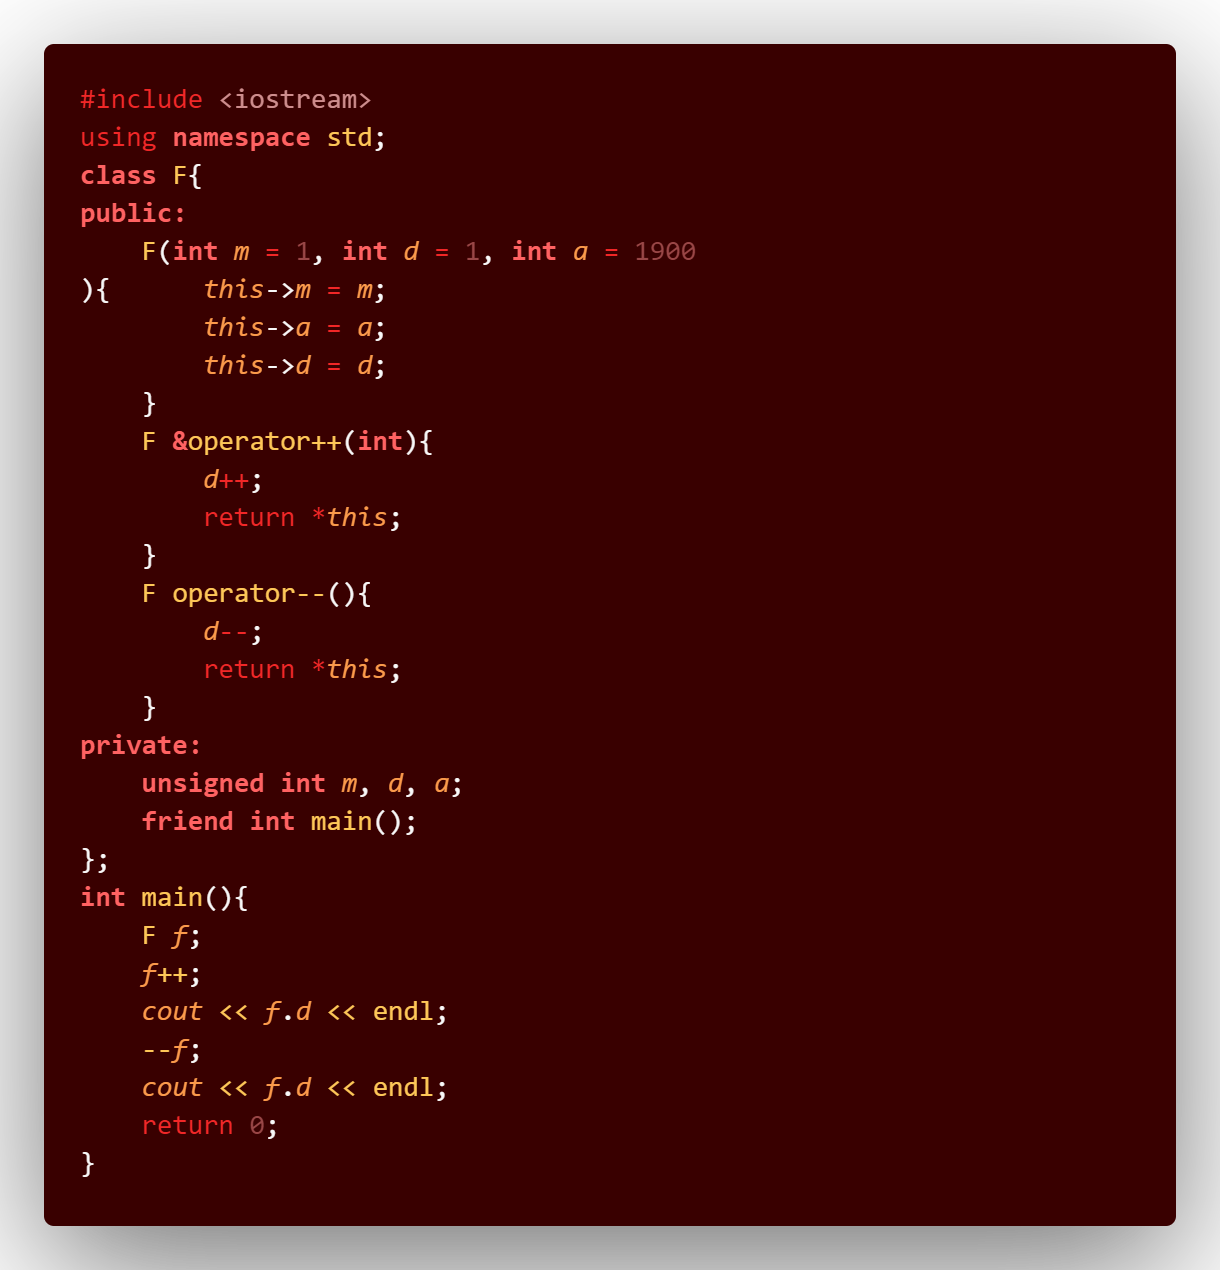 #include <iostream>
using namespace std;
class F{
public:
    F(int m = 1, int d = 1, int a = 1900
){      this->m = m;
        this->a = a;
        this->d = d;
    }
    F &operator++(int){
        d++;
        return *this;
    }
    F operator--(){
        d--;
        return *this;
    }
private:
    unsigned int m, d, a;
    friend int main();
};
int main(){
    F f;
    f++;
    cout << f.d << endl;
    --f;
    cout << f.d << endl;
    return 0;
}